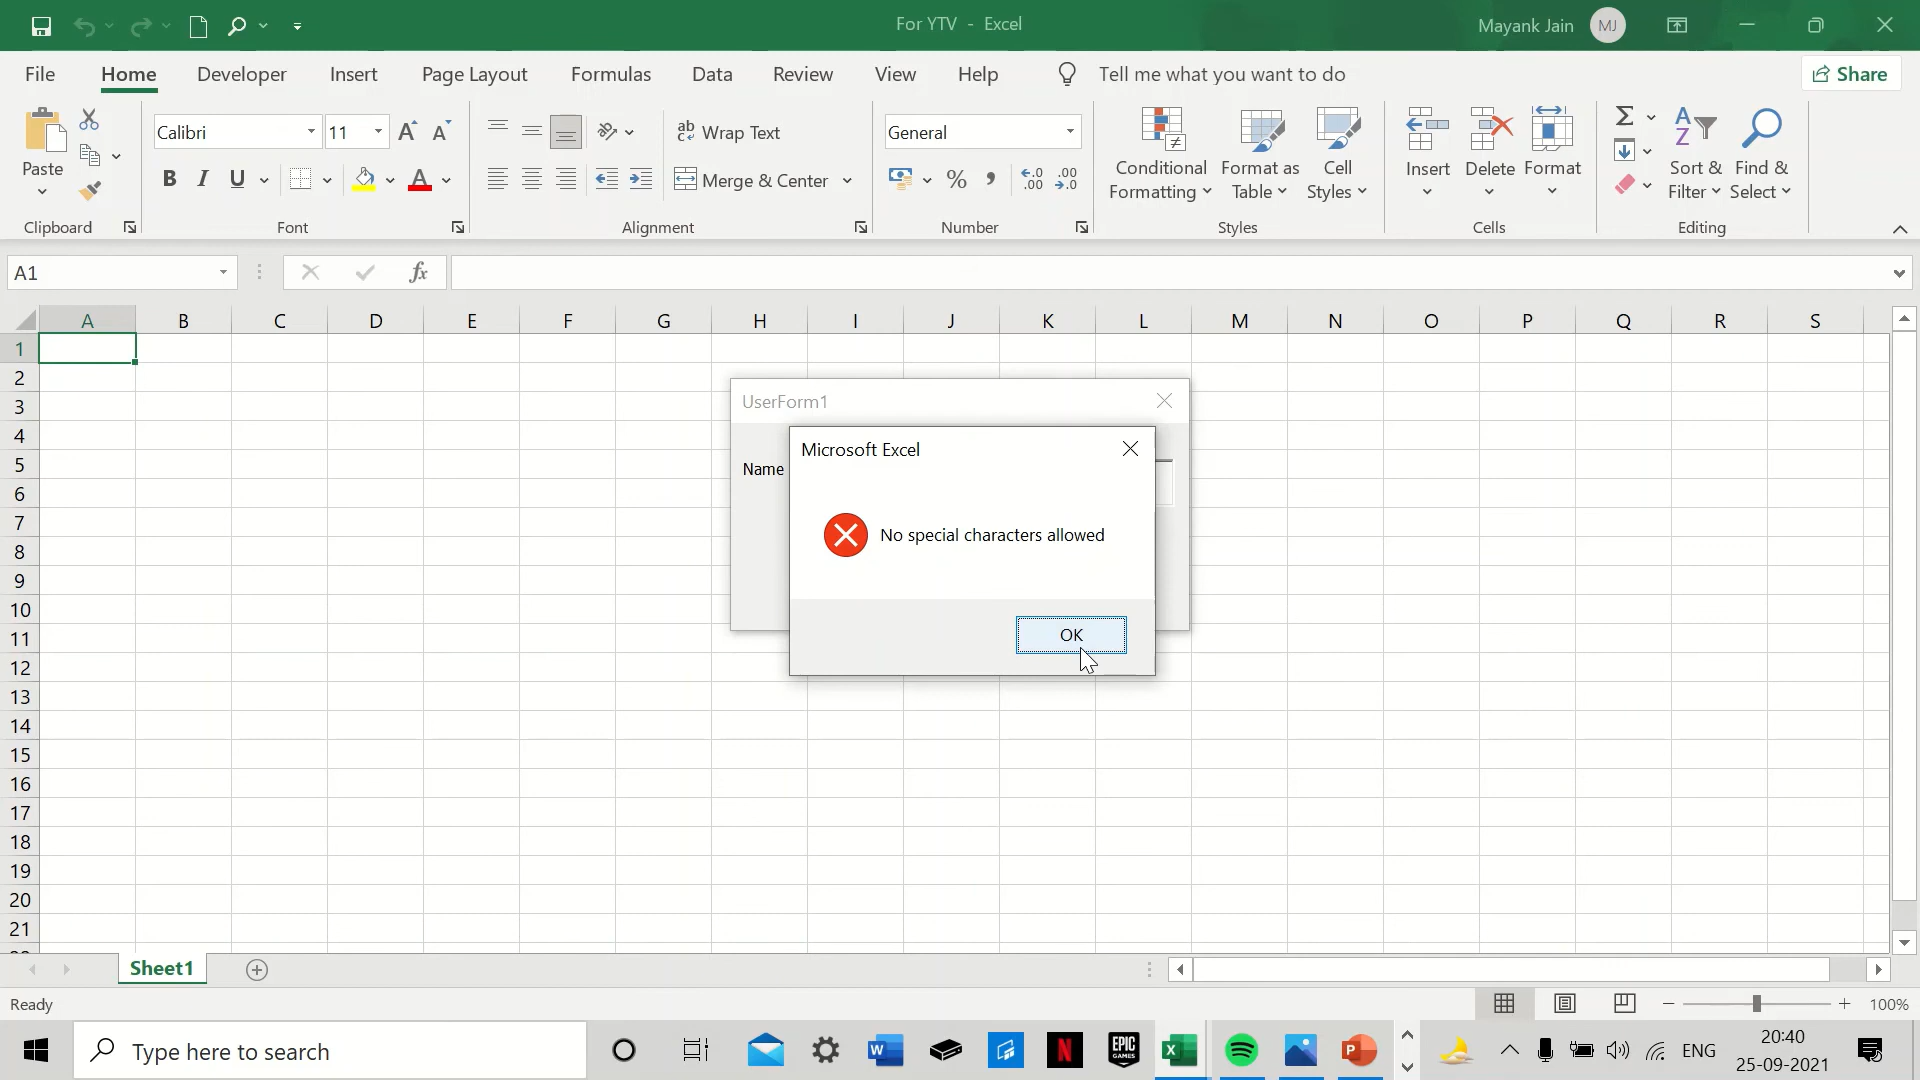 For YTV - Excel
Mayank Jain
MJ
File
Home
Developer
Insert
Page Layout
Formulas
Data
Review
View
Help
Tell me what you want to do
Share
Paste
Clipboard
Calibri
11
A A
B I U
A
Font
ab
c
Wrap Text
Merge & Center
Alignment
General
% ,
.00
.0
Number
Conditional
Formatting
Format as
Table
Cell
Styles
Styles
Insert
Delete
Format
Cells
Σ
A
Z
Sort &
Filter
Find &
Select
Editing
A1
fx
A B C D E F G H I J K L M N O P Q R S
1
2
3
4
5
6
7
8
9
10
11
12
13
14
15
16
17
18
19
20
21
UserForm1
Name
Microsoft Excel
No special characters allowed
OK
Sheet1
Ready
100%
Type here to search
W
N
EPIC
GAMES
X
P
ENG
20:40
25-09-2021